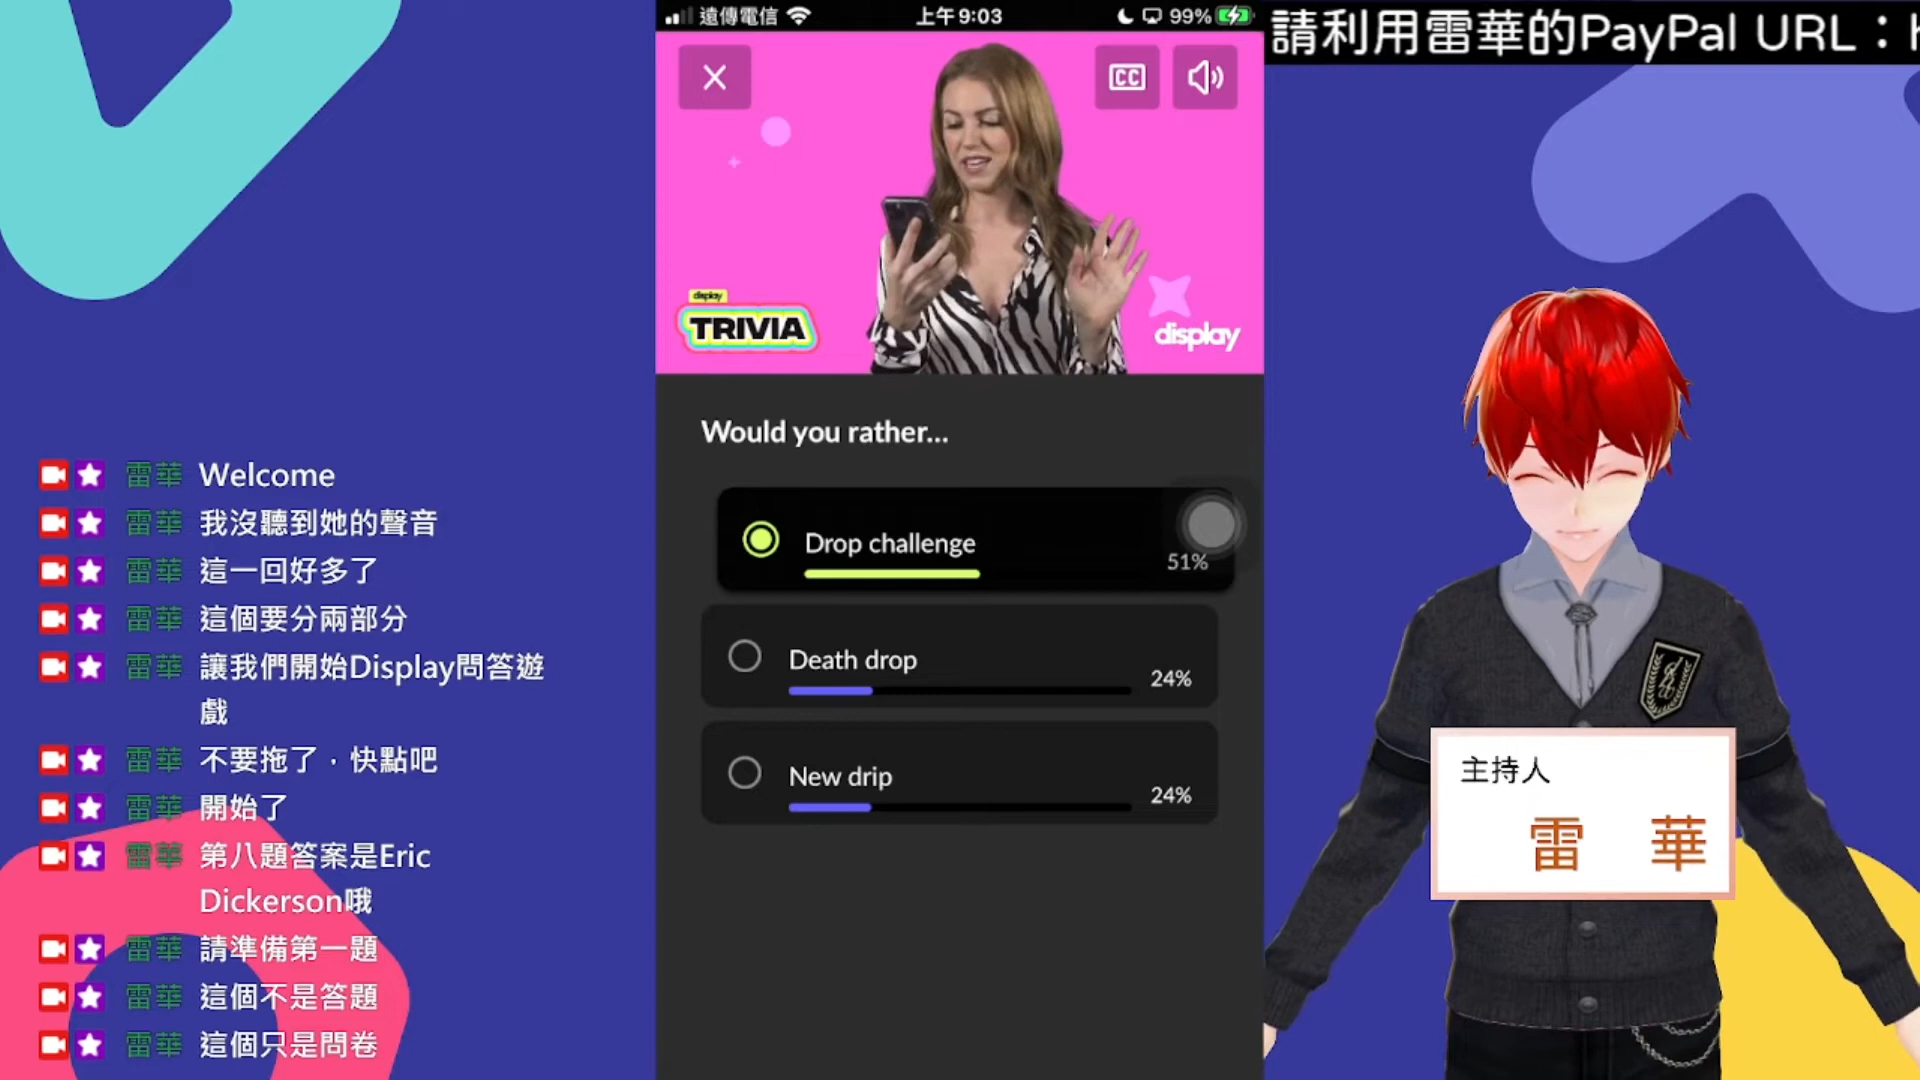 遠傳電信
上午9:03
99%
請利用雷華的PayPal URL：
CC
display
TRIVIA
display
Would you rather...
Drop challenge
51%
Death drop
24%
New drip
24%
雷華 Welcome
雷華 我沒聽到她的聲音
雷華 這一回好多了
雷華 這個要分兩部分
雷華 讓我們開始Display問答遊
戲
雷華 不要拖了，快點吧
雷華 開始了
雷華 第八題答案是Eric
Dickerson哦
雷華 請準備第一題
雷華 這個不是答題
雷華 這個只是問卷
主持人
雷 華